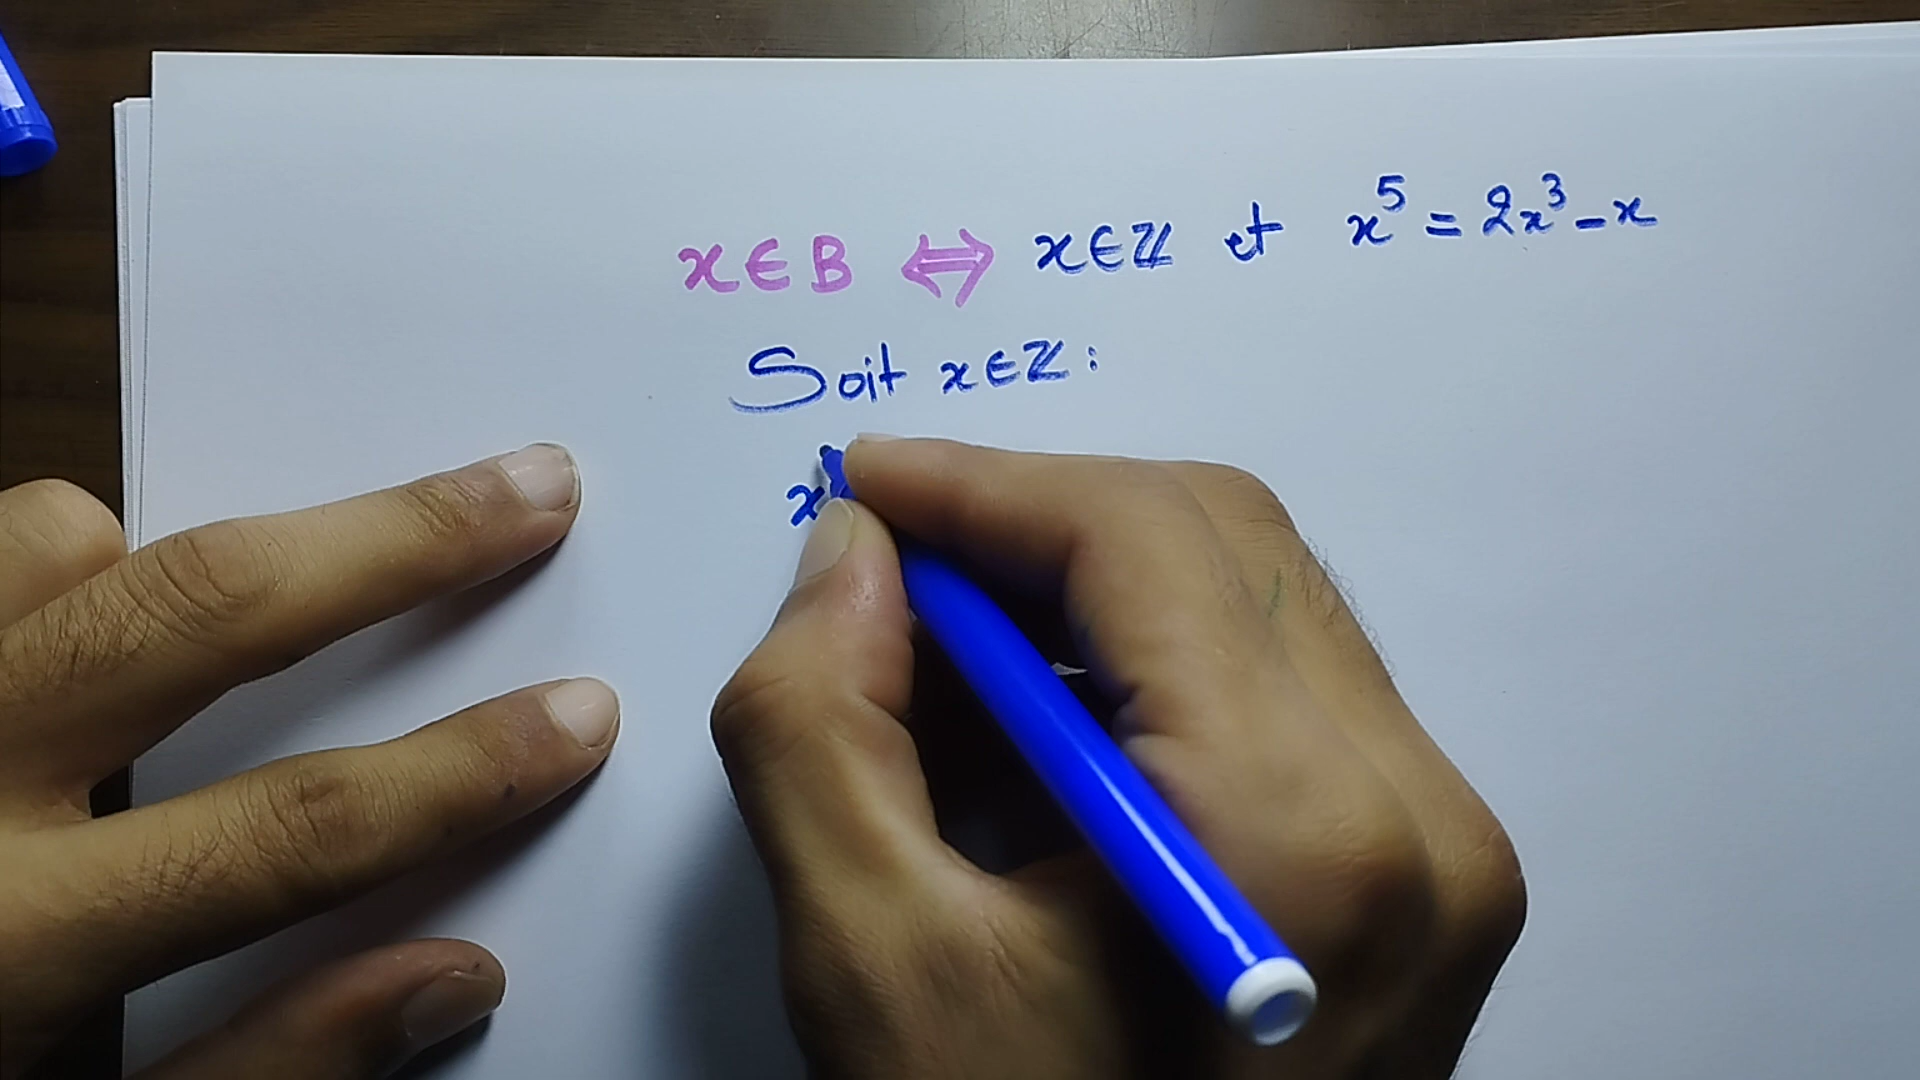 x ∈ B ⟺ x ∈ ℤ et x⁵ = 2x³ - x
Soit x ∈ ℤ :
x